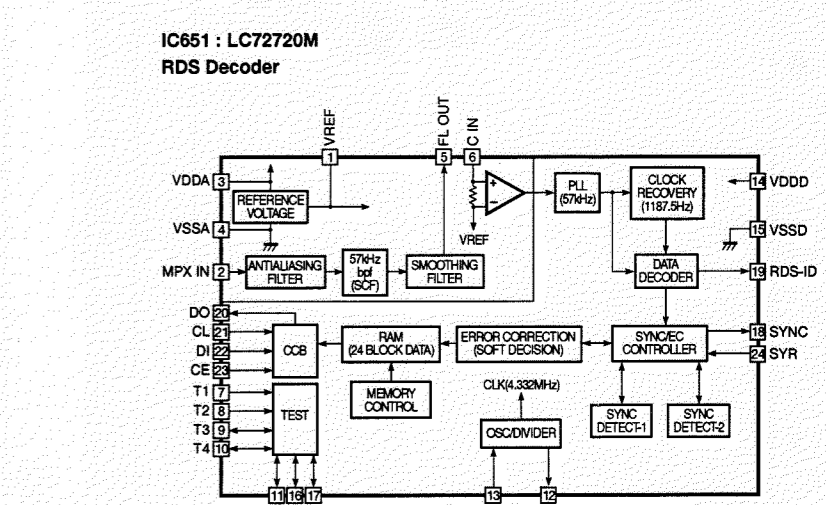 IC651 : LC72720M
RDS Decoder
VREF
FL OUT
C IN
1
5
6
VDDA 3
REFERENCE
VOLTAGE
VSSA 4
MPX IN 2
ANTIALIASING
FILTER
57kHz
bpf
(SCF)
SMOOTHING
FILTER
+
−
VREF
PLL
(57kHz)
CLOCK
RECOVERY
(1187.5Hz)
14 VDDD
15 VSSD
DATA
DECODER
19 RDS-ID
DO 20
CL 21
DI 22
CE 23
CCB
RAM
(24 BLOCK DATA)
ERROR CORRECTION
(SOFT DECISION)
SYNC/EC
CONTROLLER
18 SYNC
24 SYR
T1 7
T2 8
T3 9
T4 10
TEST
MEMORY
CONTROL
CLK(4.332MHz)
OSC/DIVIDER
SYNC
DETECT-1
SYNC
DETECT-2
11 16 17
13
12